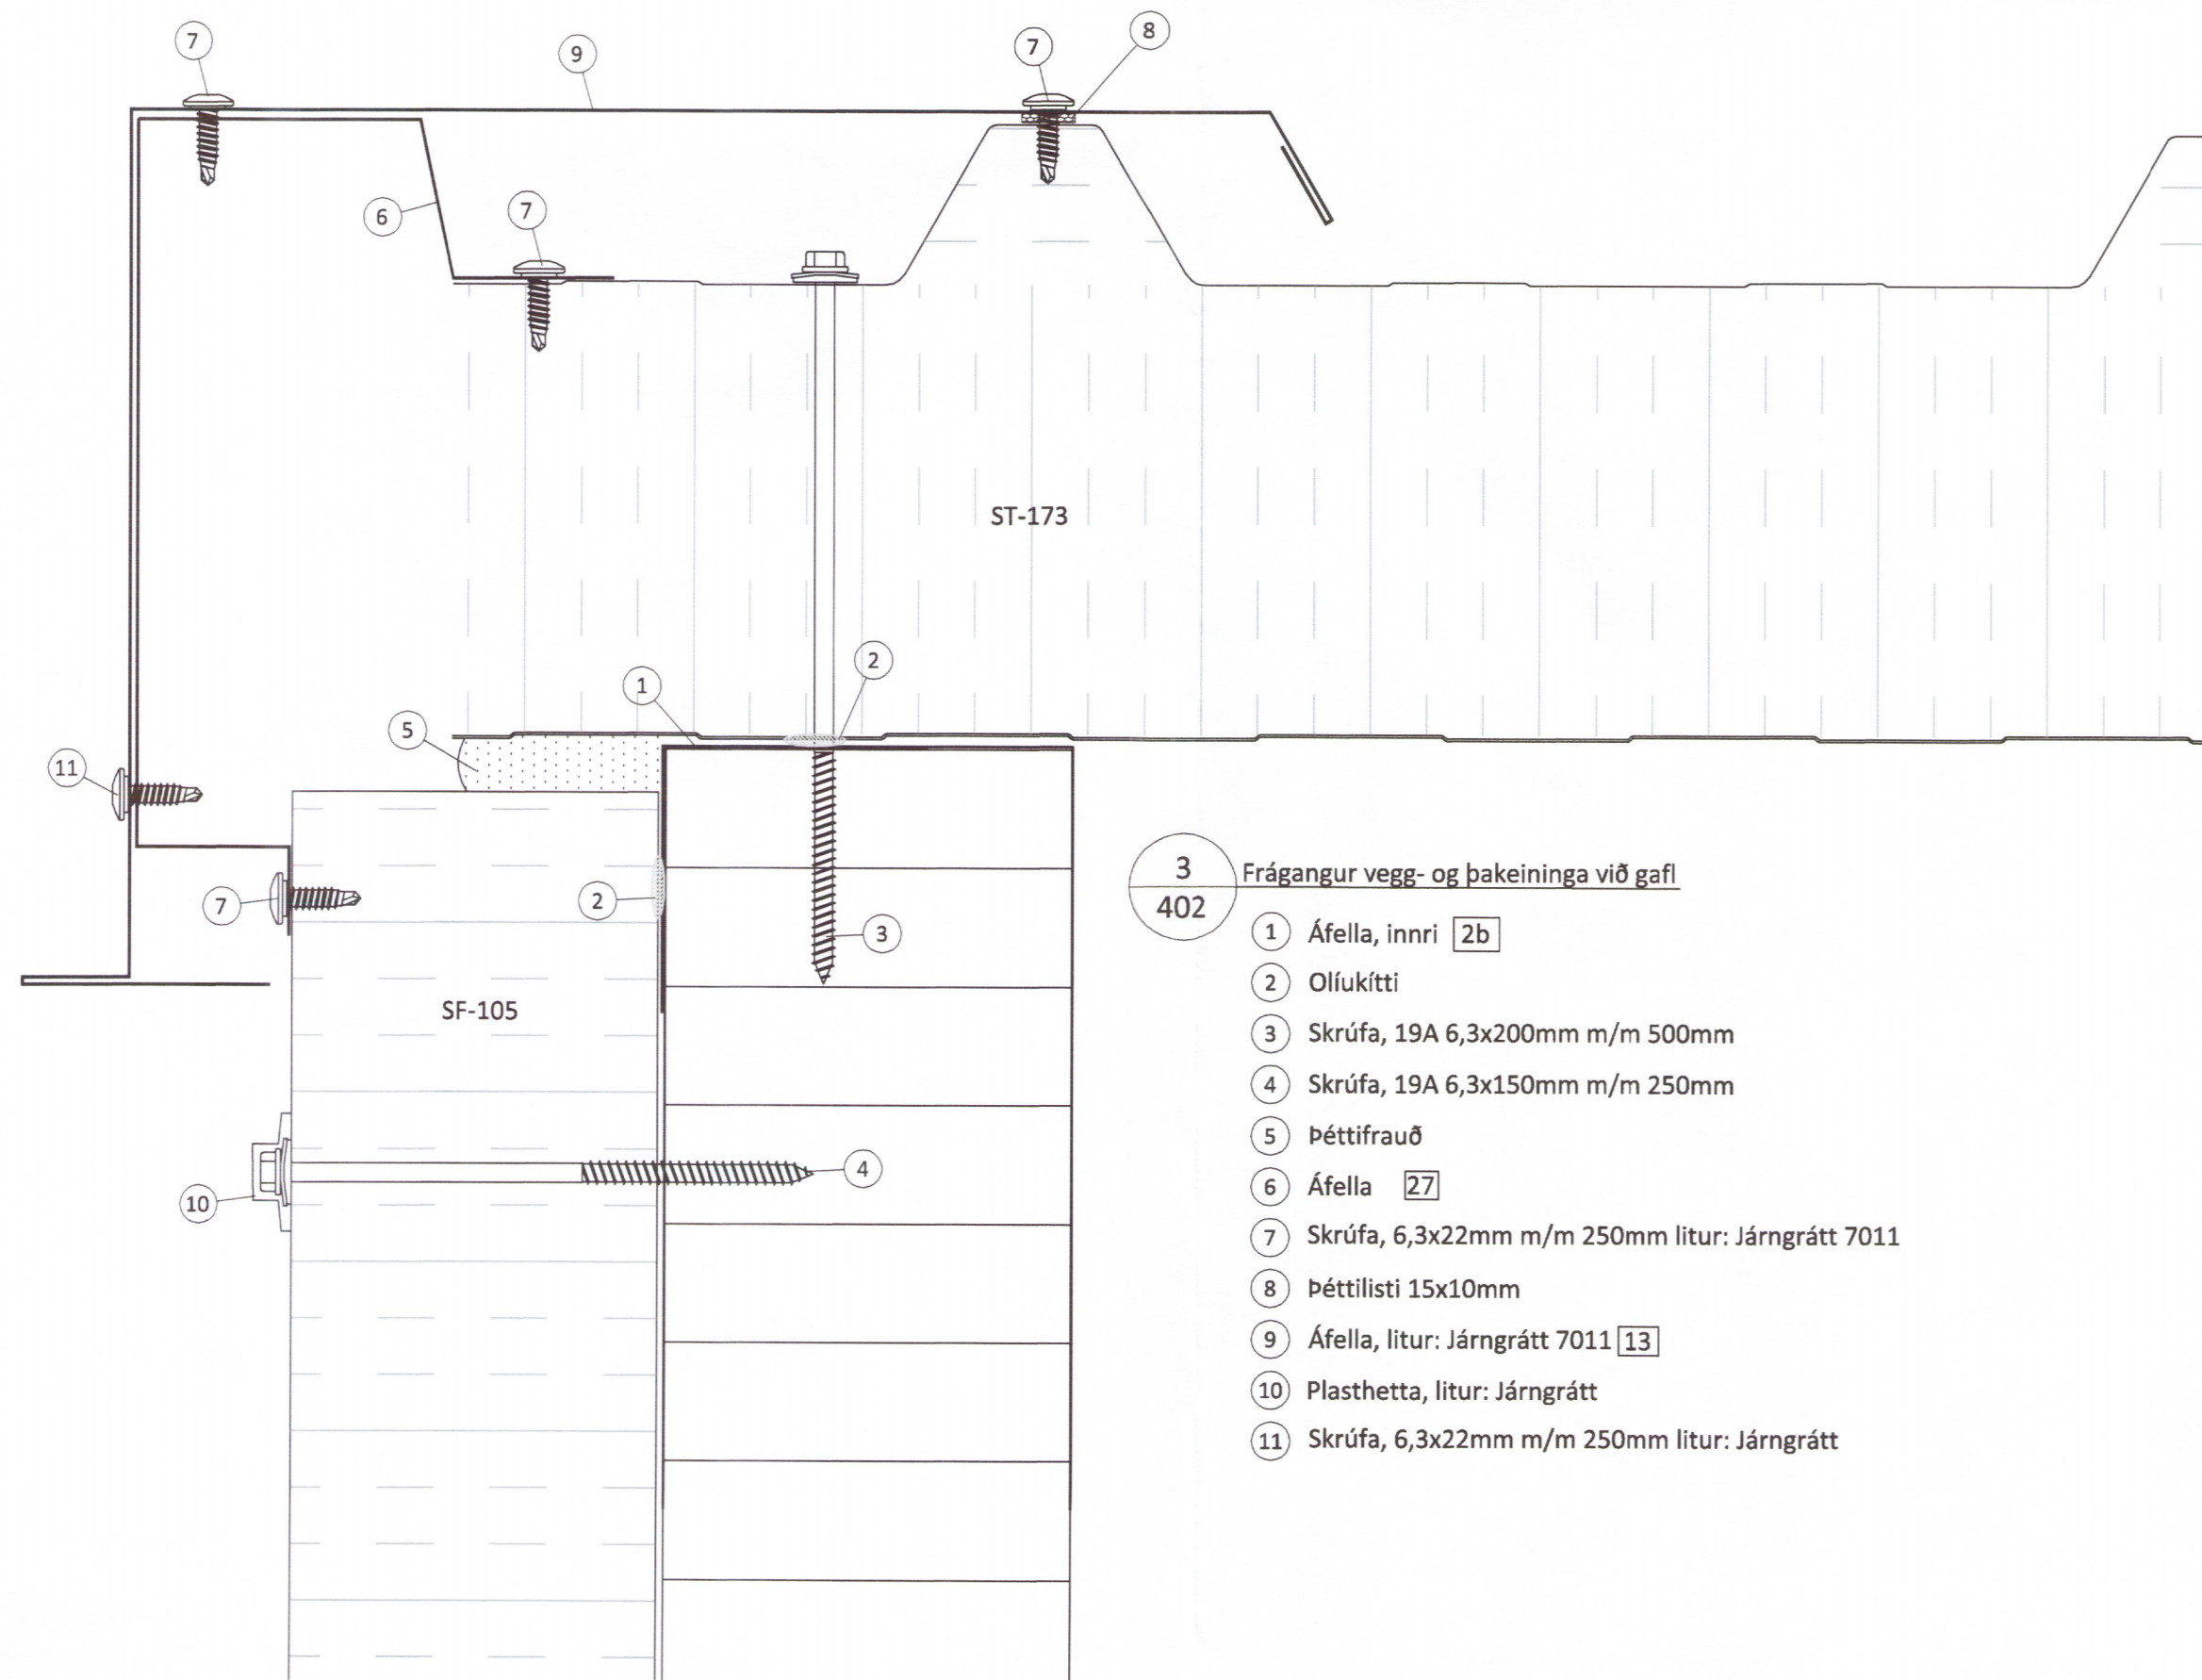 7
9
7
8
6
7
ST-173
2
1
5
11
7
2
3
SF-105
4
10
3
402
Frágangur vegg- og þakeininga við gafl
1 Áfella, innri 2b
2 Olíukítti
3 Skrúfa, 19A 6,3x200mm m/m 500mm
4 Skrúfa, 19A 6,3x150mm m/m 250mm
5 Þéttifrauð
6 Áfella 27
7 Skrúfa, 6,3x22mm m/m 250mm litur: Járngrátt 7011
8 Þéttilisti 15x10mm
9 Áfella, litur: Járngrátt 7011 13
10 Plasthetta, litur: Járngrátt
11 Skrúfa, 6,3x22mm m/m 250mm litur: Járngrátt